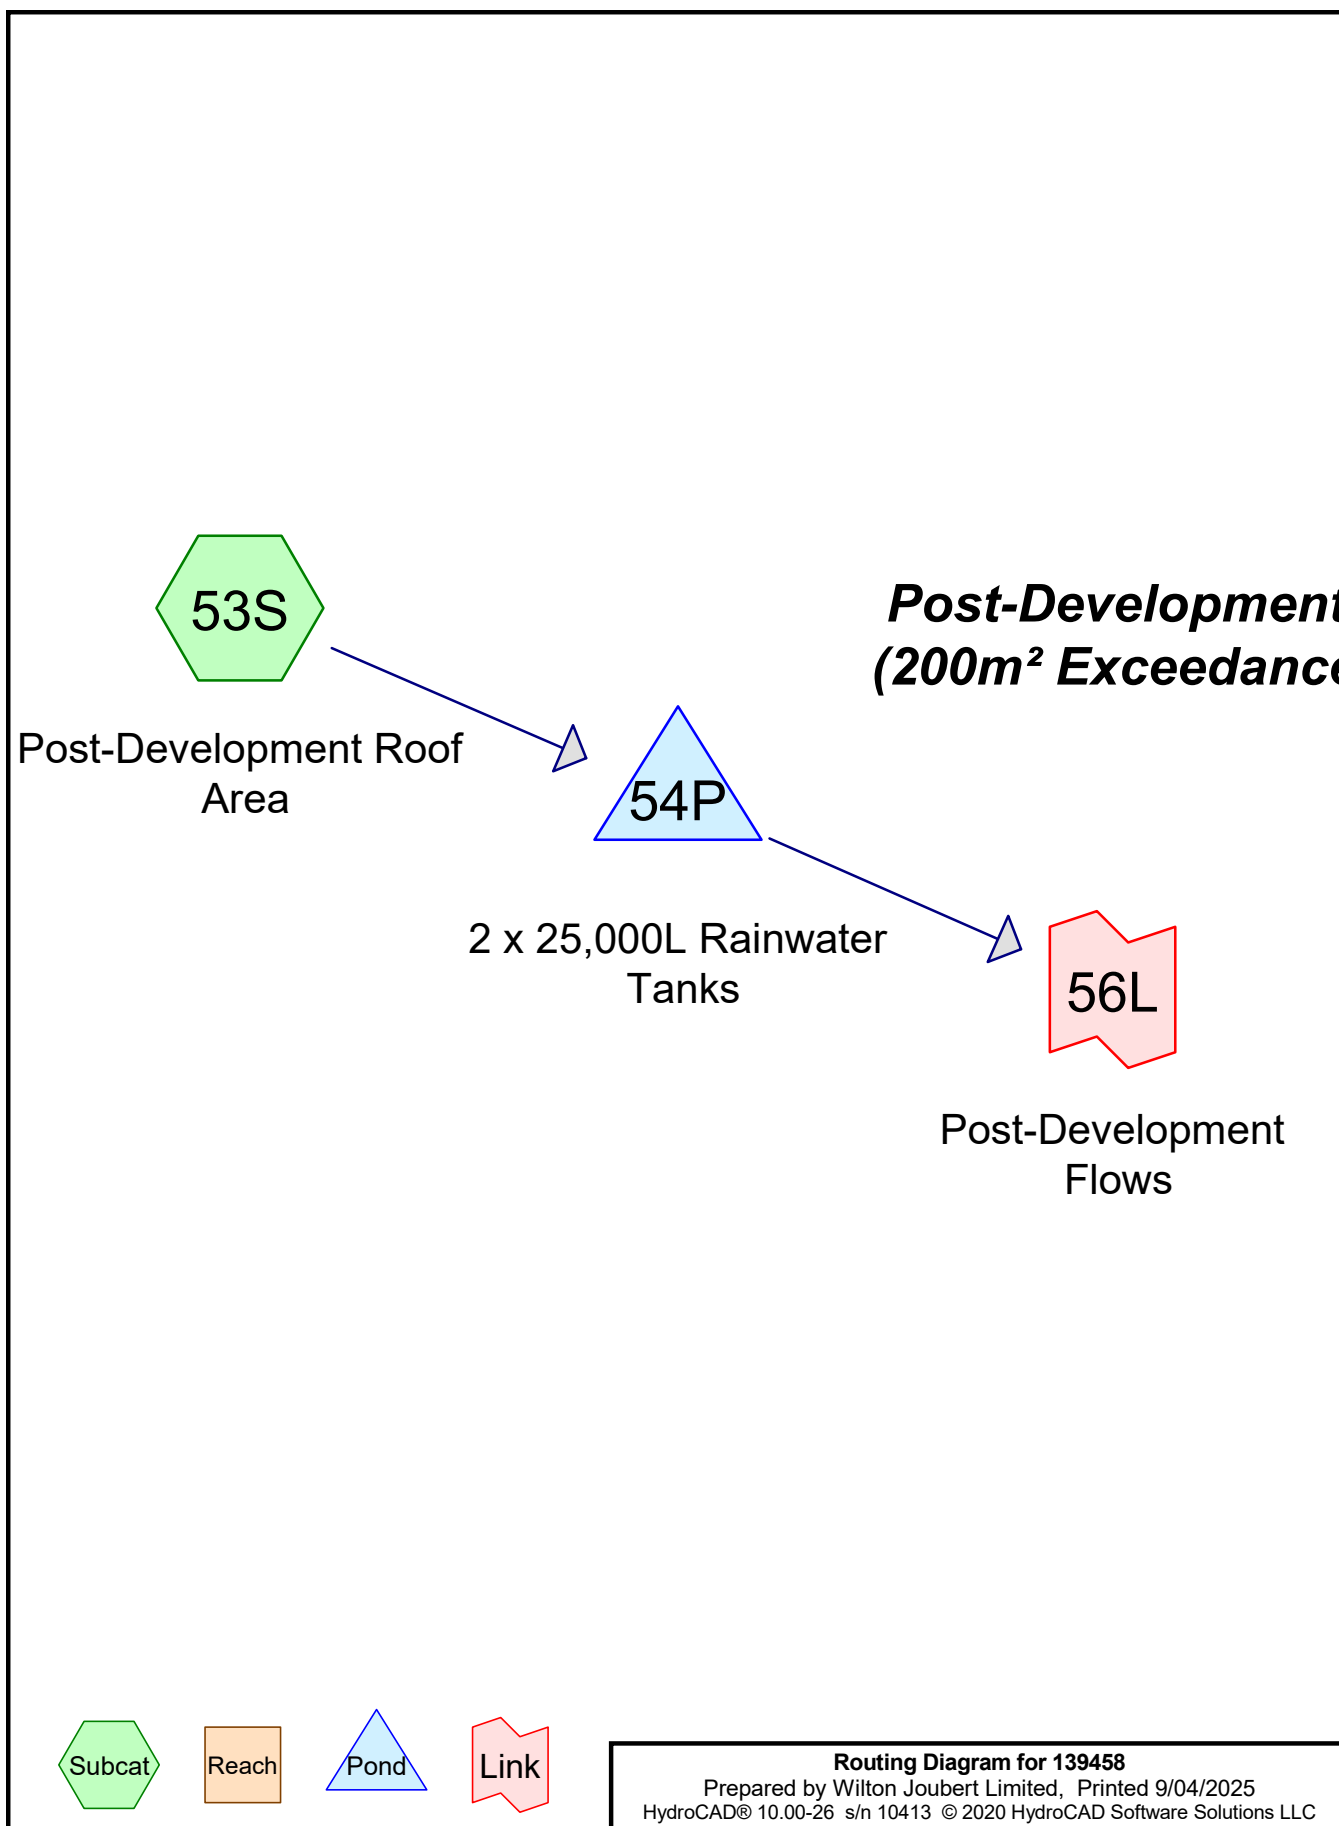 53S
Post-Development Roof
Area
Post-Development
(200m² Exceedance
54P
2 x 25,000L Rainwater
Tanks
56L
Post-Development
Flows
Subcat
Reach
Pond
Link
Routing Diagram for 139458
Prepared by Wilton Joubert Limited, Printed 9/04/2025
HydroCAD® 10.00-26 s/n 10413 © 2020 HydroCAD Software Solutions LLC